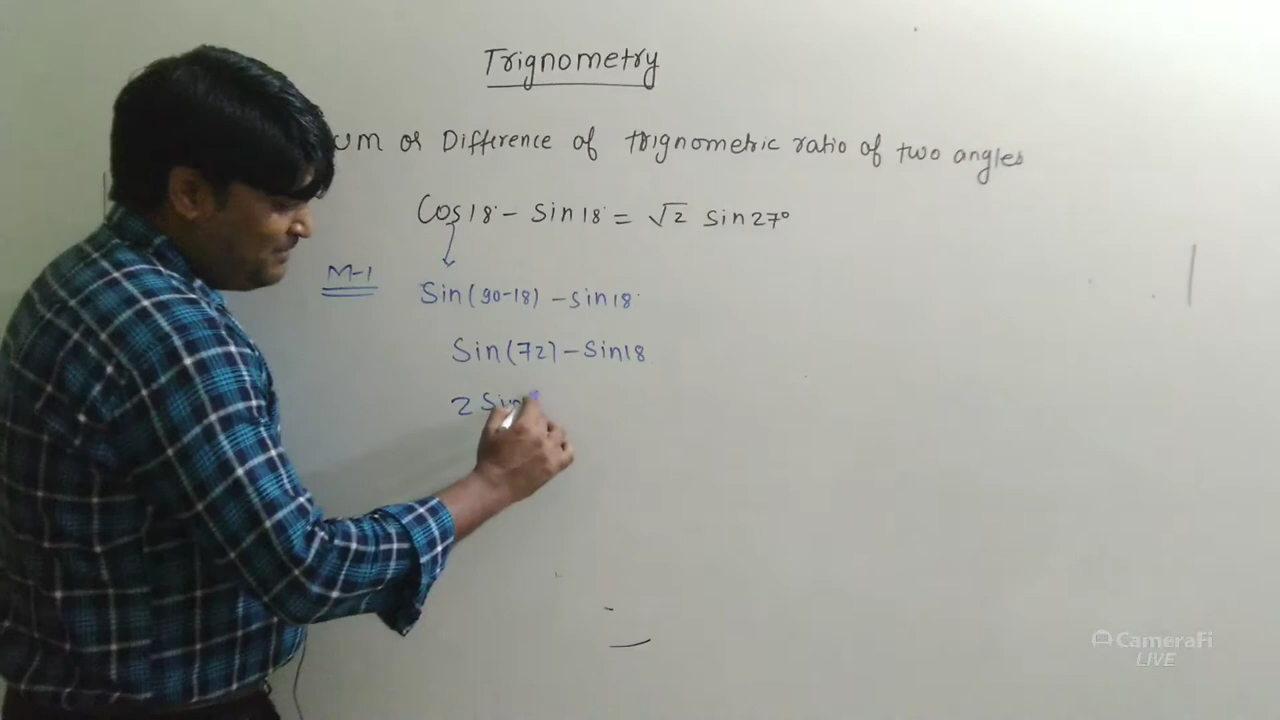 Trignometry
um or Difference of trignometric ratio of two angles
Cos18° - Sin18° = √2 Sin27°
M-1
Sin(90-18) - Sin18°
Sin(72) - Sin18
2 Sin
CameraFi
LIVE